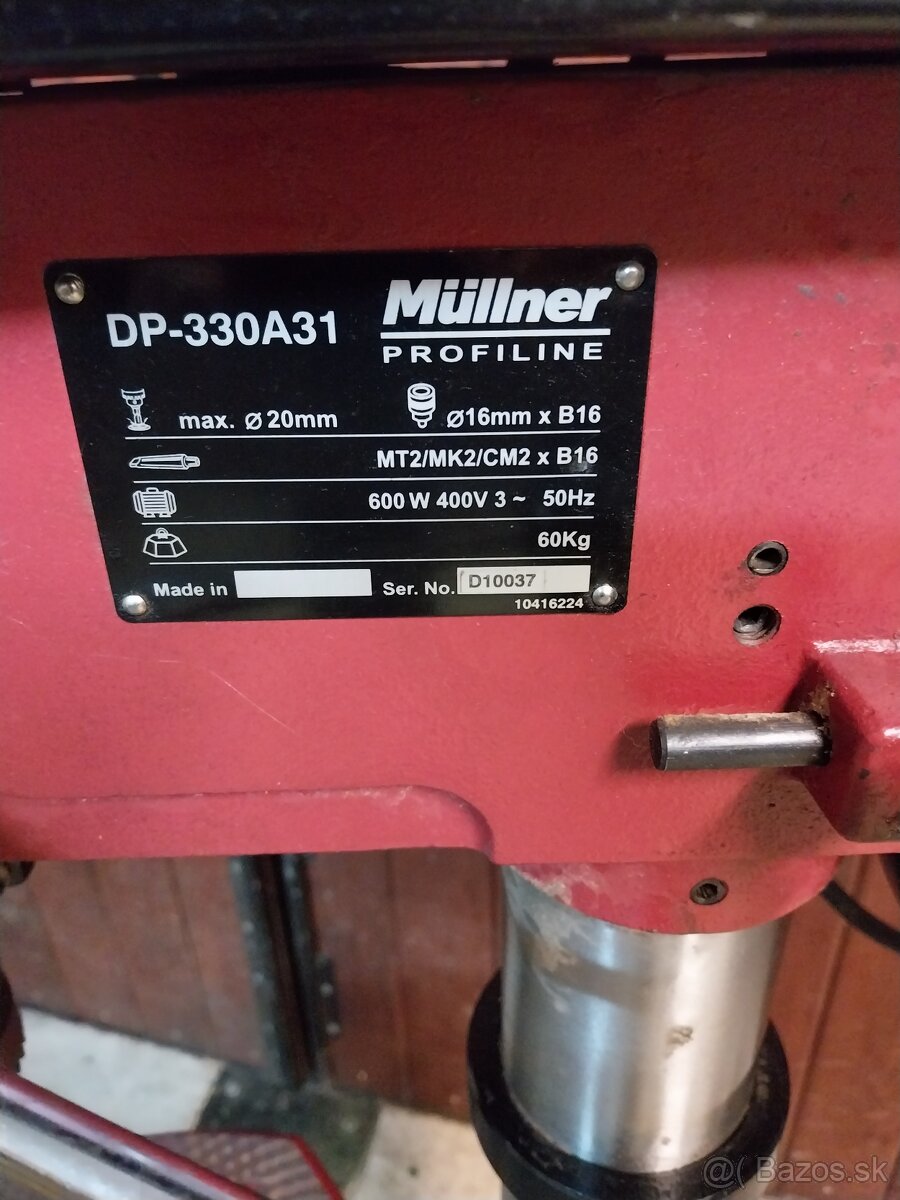 DP-330A31 Müllner
PROFILINE
max. ø 20mm ø16mm x B16
MT2/MK2/CM2 x B16
600 W 400V 3 ~ 50Hz
60Kg
Made in Ser. No. D10037
10416224
@( Bazos.sk